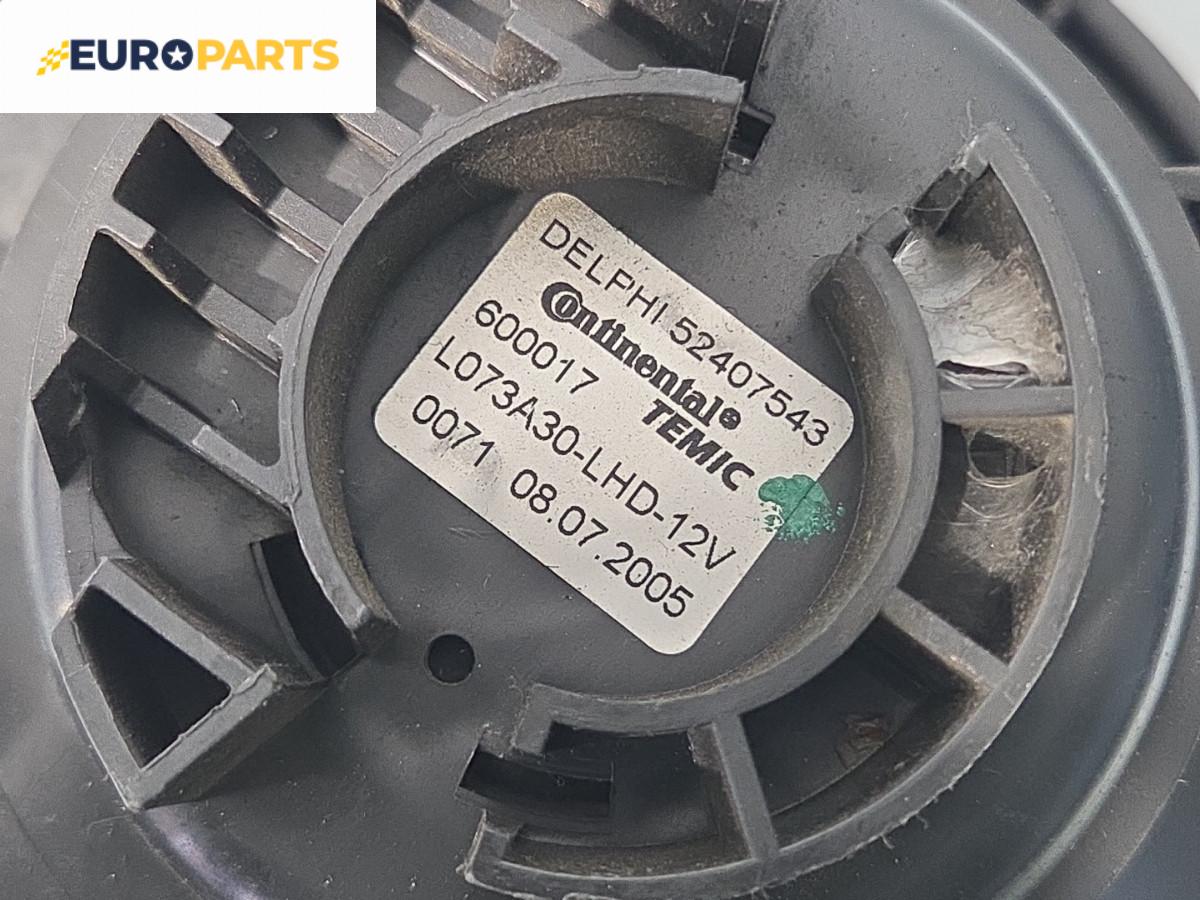 EUROPARTS
DELPHI 52407543
Continental
TEMIC
600017
L073A30-LHD-12V
0071 08.07.2005